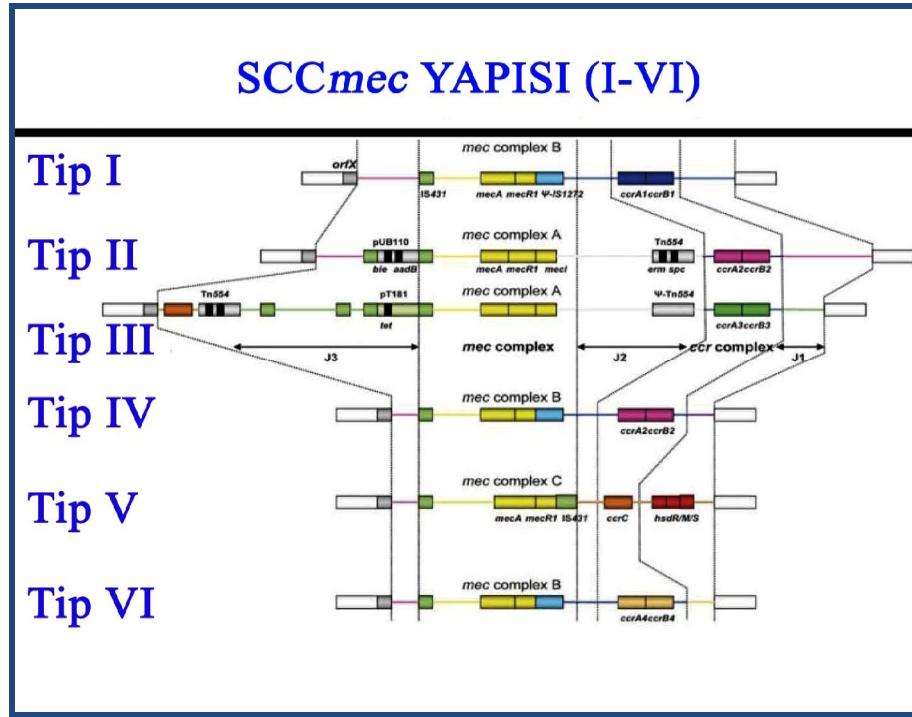 SCCmec YAPISI (I-VI)
Tip I
orfX
mec complex B
IS431
mecA mecR1 Ψ-IS1272
ccrA1ccrB1
Tip II
pUB110
mec complex A
Tn554
ble aadB
mecA mecR1 mecI
erm spc
ccrA2ccrB2
Tip III
Tn554
pT181
mec complex A
Ψ-Tn554
tet
ccrA3ccrB3
J3
mec complex
J2
ccr complex
J1
Tip IV
mec complex B
ccrA2ccrB2
Tip V
mec complex C
mecA mecR1 IS431
ccrC
hsdR/M/S
Tip VI
mec complex B
ccrA4ccrB4